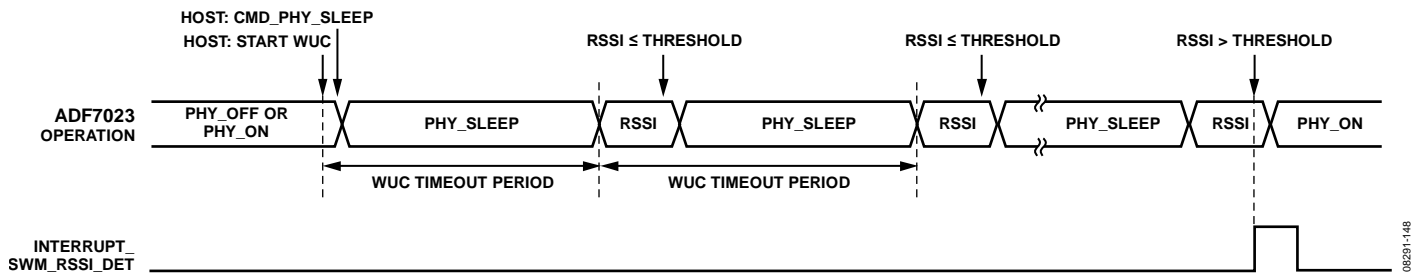 HOST: CMD_PHY_SLEEP
HOST: START WUC
RSSI ≤ THRESHOLD
RSSI ≤ THRESHOLD
RSSI > THRESHOLD
ADF7023
OPERATION
PHY_OFF OR
PHY_ON
PHY_SLEEP
RSSI
PHY_SLEEP
RSSI
PHY_SLEEP
RSSI
PHY_ON
WUC TIMEOUT PERIOD
WUC TIMEOUT PERIOD
INTERRUPT_
SWM_RSSI_DET
08291-148